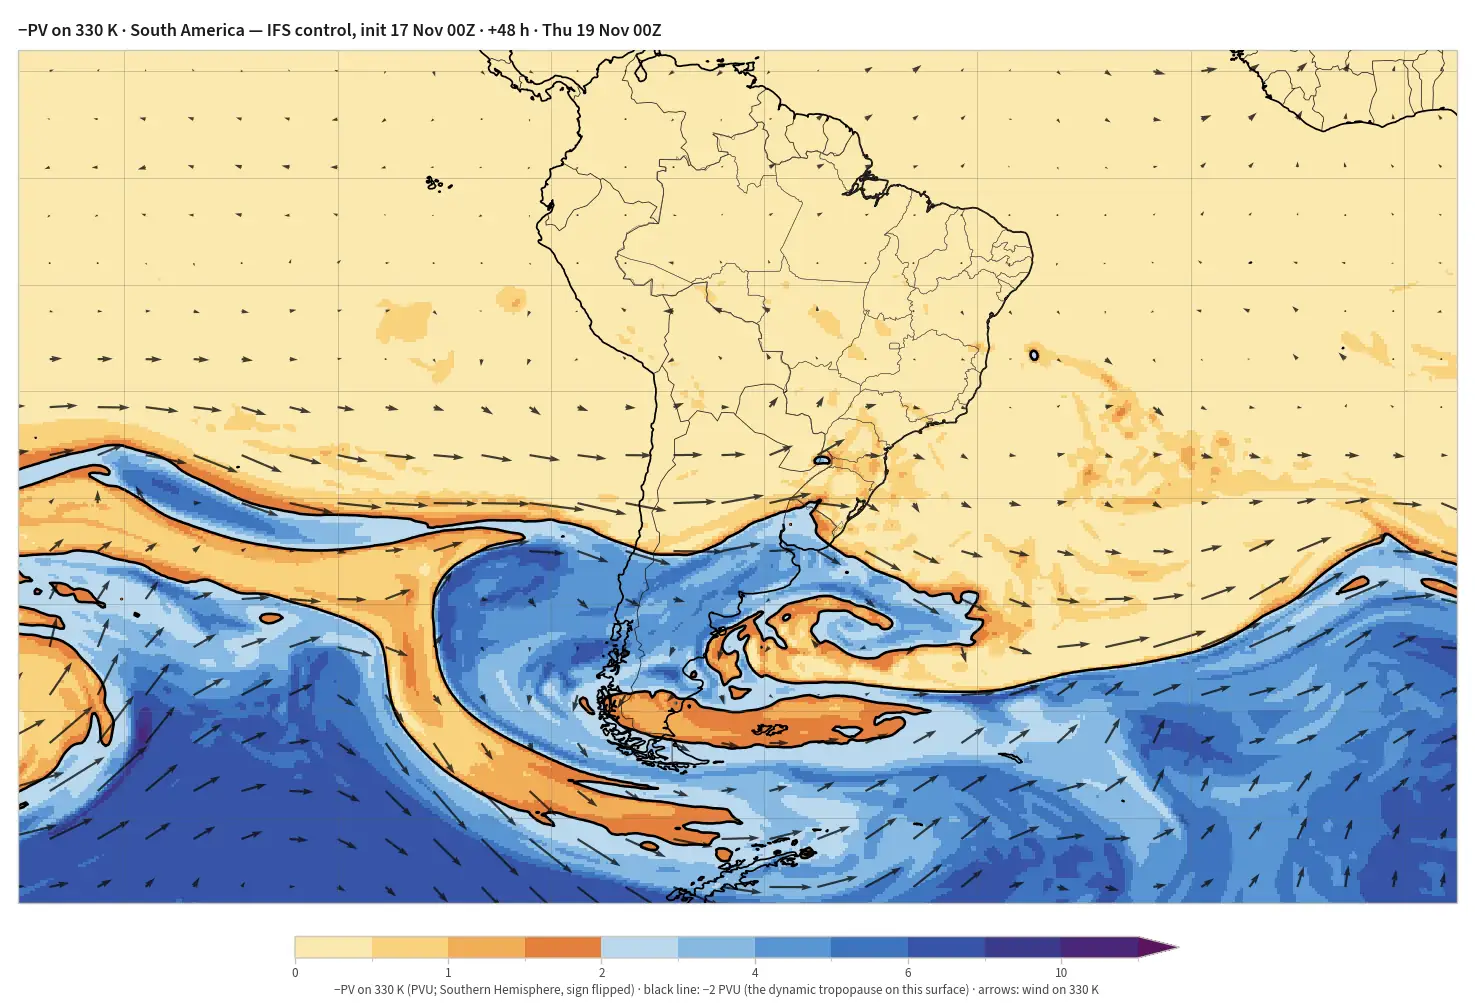 −PV on 330 K · South America — IFS control, init 17 Nov 00Z · +48 h · Thu 19 Nov 00Z
0 1 2 4 6 10
−PV on 330 K (PVU; Southern Hemisphere, sign flipped) · black line: −2 PVU (the dynamic tropopause on this surface) · arrows: wind on 330 K